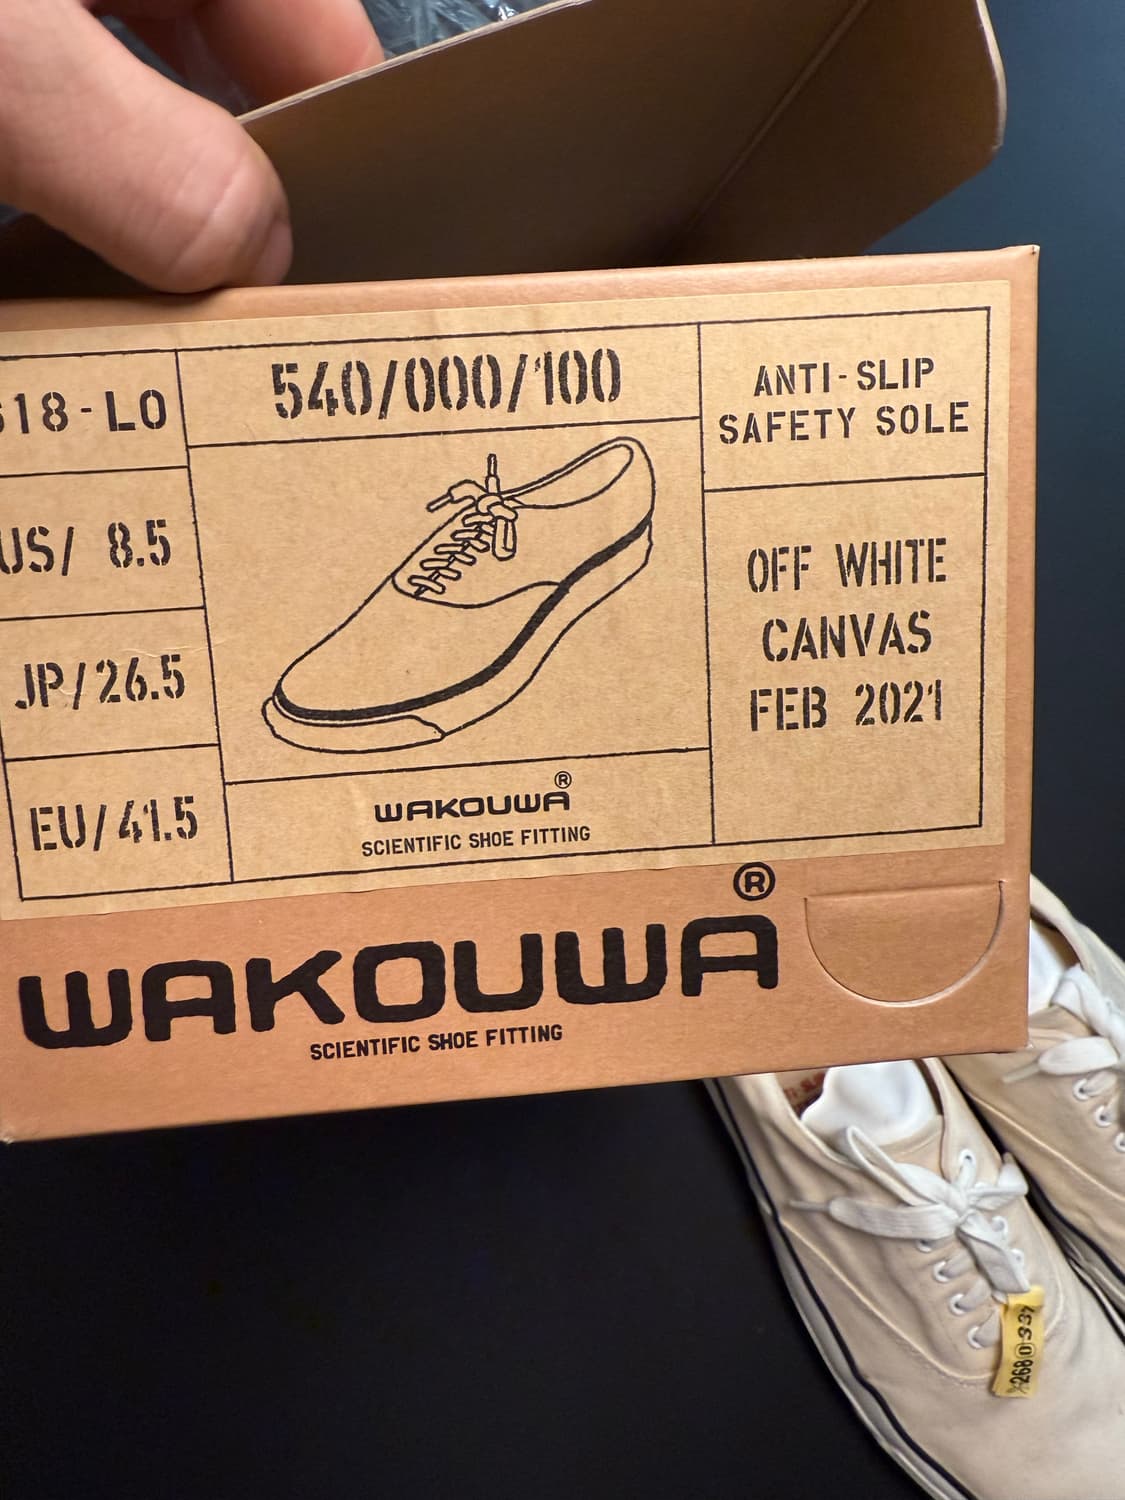 18-LO
540/000/100
ANTI-SLIP
SAFETY SOLE
US/ 8.5
JP/26.5
EU/41.5
OFF WHITE
CANVAS
FEB 2021
WAKOUWA®
SCIENTIFIC SHOE FITTING
WAKOUWA®
SCIENTIFIC SHOE FITTING